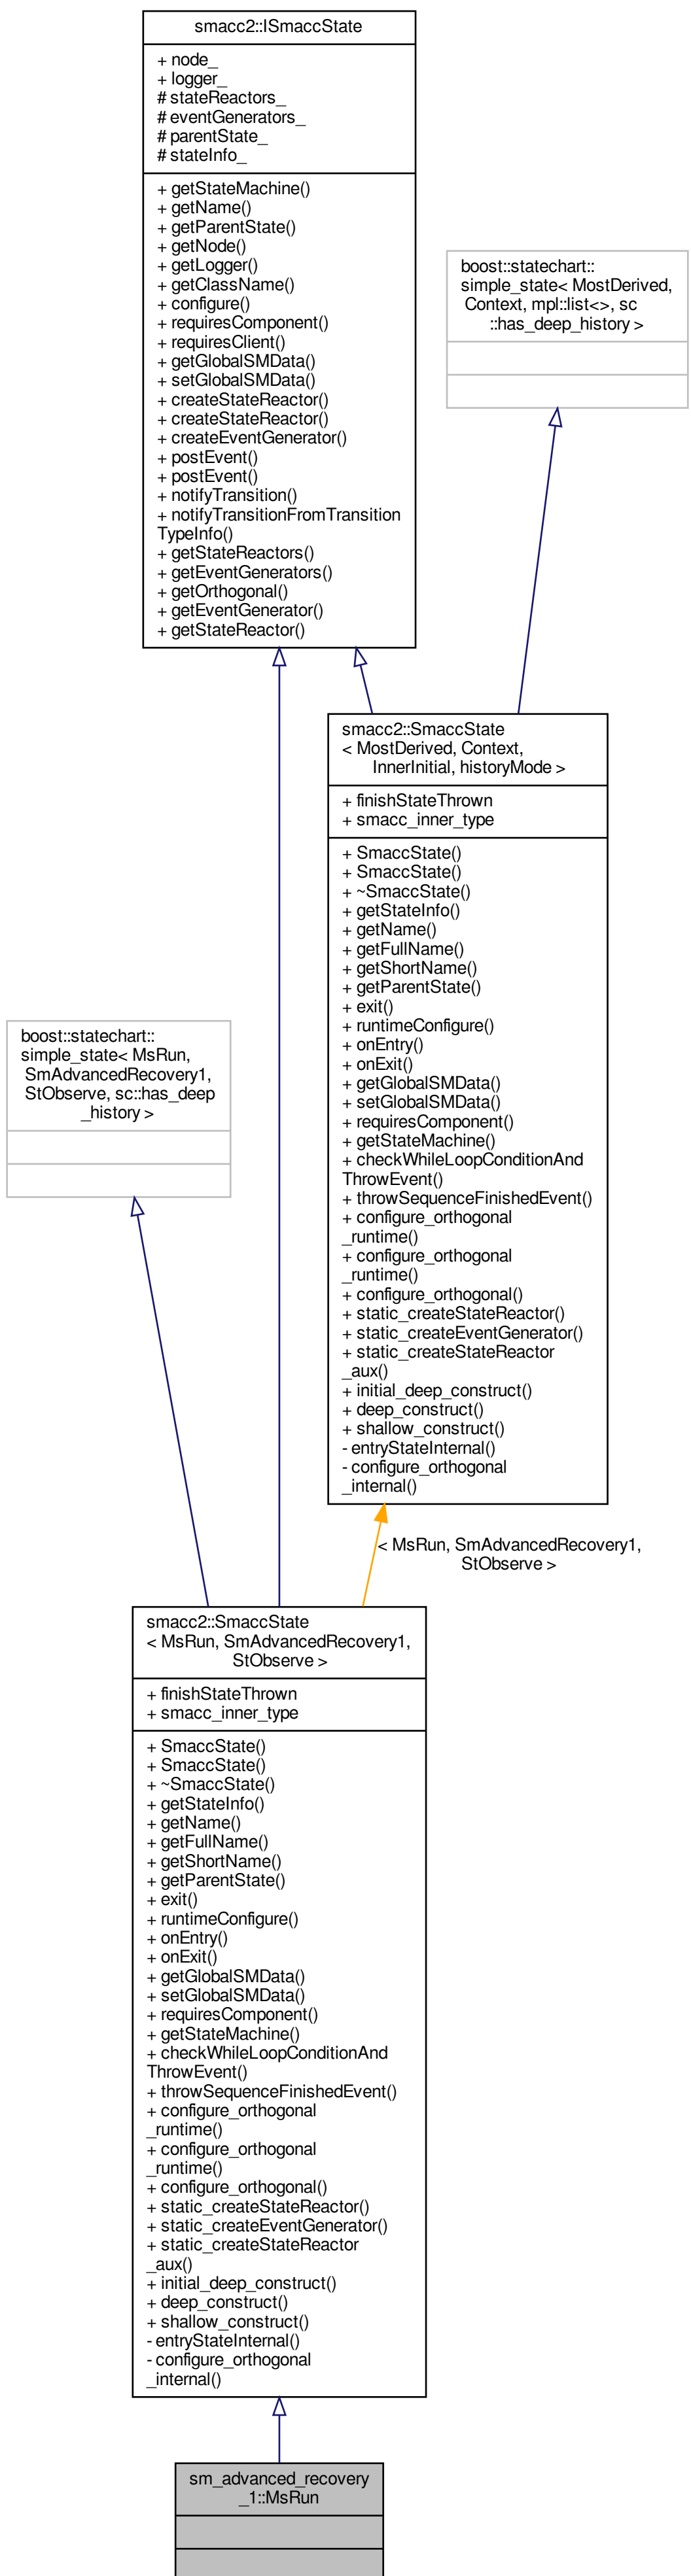 smacc2::ISmaccState
+ node_
+ logger_
# stateReactors_
# eventGenerators_
# parentState_
# stateInfo_
+ getStateMachine()
+ getName()
+ getParentState()
+ getNode()
+ getLogger()
+ getClassName()
+ configure()
+ requiresComponent()
+ requiresClient()
+ getGlobalSMData()
+ setGlobalSMData()
+ createStateReactor()
+ createStateReactor()
+ createEventGenerator()
+ postEvent()
+ postEvent()
+ notifyTransition()
+ notifyTransitionFromTransition
TypeInfo()
+ getStateReactors()
+ getEventGenerators()
+ getOrthogonal()
+ getEventGenerator()
+ getStateReactor()
boost::statechart::
simple_state< MostDerived,
Context, mpl::list<>, sc
::has_deep_history >
smacc2::SmaccState
< MostDerived, Context,
InnerInitial, historyMode >
+ finishStateThrown
+ smacc_inner_type
+ SmaccState()
+ SmaccState()
+ ~SmaccState()
+ getStateInfo()
+ getName()
+ getFullName()
+ getShortName()
+ getParentState()
+ exit()
+ runtimeConfigure()
+ onEntry()
+ onExit()
+ getGlobalSMData()
+ setGlobalSMData()
+ requiresComponent()
+ getStateMachine()
+ checkWhileLoopConditionAnd
ThrowEvent()
+ throwSequenceFinishedEvent()
+ configure_orthogonal
_runtime()
+ configure_orthogonal
_runtime()
+ configure_orthogonal()
+ static_createStateReactor()
+ static_createEventGenerator()
+ static_createStateReactor
_aux()
+ initial_deep_construct()
+ deep_construct()
+ shallow_construct()
- entryStateInternal()
- configure_orthogonal
_internal()
boost::statechart::
simple_state< MsRun,
SmAdvancedRecovery1,
StObserve, sc::has_deep
_history >
< MsRun, SmAdvancedRecovery1,
StObserve >
smacc2::SmaccState
< MsRun, SmAdvancedRecovery1,
StObserve >
+ finishStateThrown
+ smacc_inner_type
+ SmaccState()
+ SmaccState()
+ ~SmaccState()
+ getStateInfo()
+ getName()
+ getFullName()
+ getShortName()
+ getParentState()
+ exit()
+ runtimeConfigure()
+ onEntry()
+ onExit()
+ getGlobalSMData()
+ setGlobalSMData()
+ requiresComponent()
+ getStateMachine()
+ checkWhileLoopConditionAnd
ThrowEvent()
+ throwSequenceFinishedEvent()
+ configure_orthogonal
_runtime()
+ configure_orthogonal
_runtime()
+ configure_orthogonal()
+ static_createStateReactor()
+ static_createEventGenerator()
+ static_createStateReactor
_aux()
+ initial_deep_construct()
+ deep_construct()
+ shallow_construct()
- entryStateInternal()
- configure_orthogonal
_internal()
sm_advanced_recovery
_1::MsRun